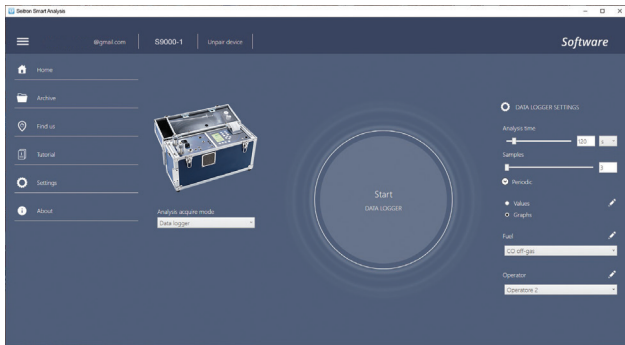 Seitron Smart Analysis
@gmail.com S9000-1 Unpair device Software
Home
Archive
Find us
Tutorial
Settings
About
Analysis acquire mode
Data logger
Start
DATA LOGGER
DATA LOGGER SETTINGS
Analysis time
120 s
Samples
3
Periodic
Values
Graphs
Fuel
CO off-gas
Operator
Operatore 2